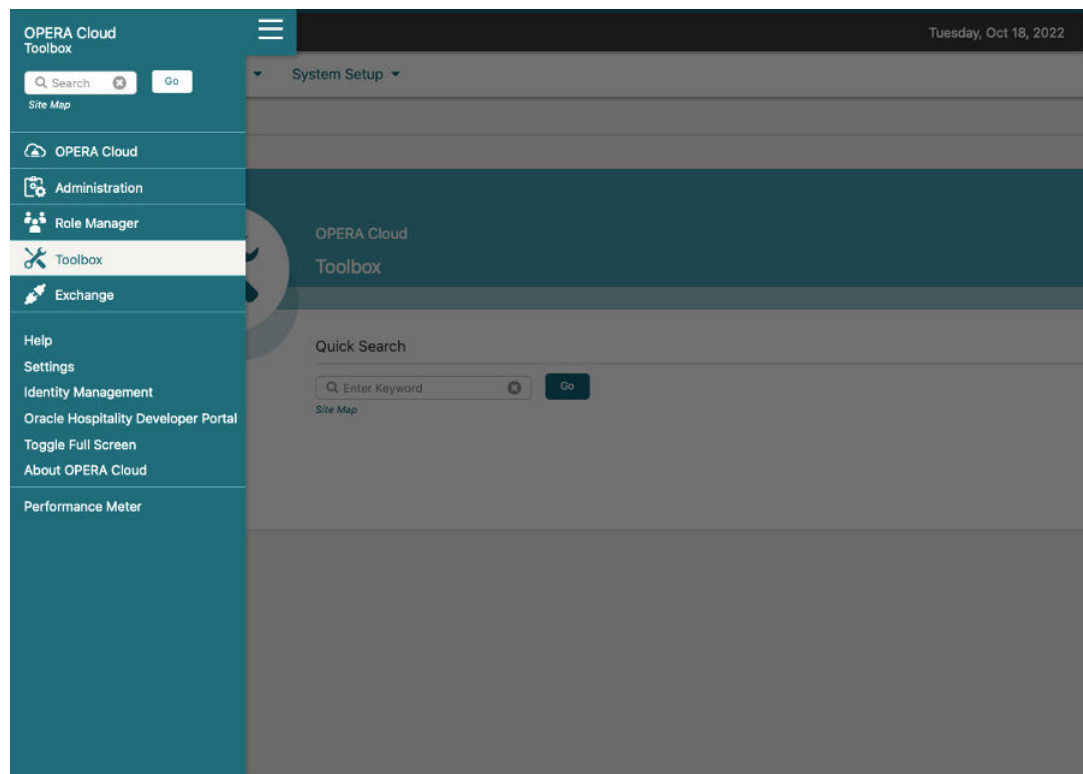 OPERA Cloud
Toolbox
Search
Go
Site Map
OPERA Cloud
Administration
Role Manager
Toolbox
Exchange
Help
Settings
Identity Management
Oracle Hospitality Developer Portal
Toggle Full Screen
About OPERA Cloud
Performance Meter
Tuesday, Oct 18, 2022
System Setup
OPERA Cloud
Toolbox
Quick Search
Enter Keyword
Go
Site Map